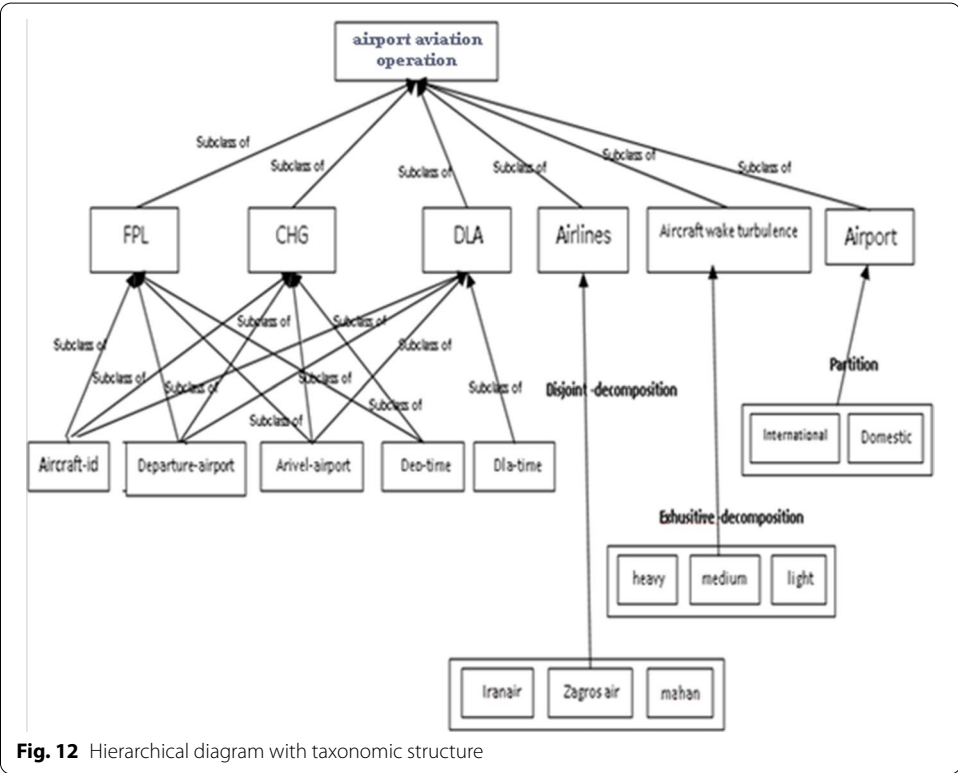 airport aviation
operation
Subclass of
Subclass of
Subclass of
Subclass of
Subclass of
Subclass of
FPL
CHG
DLA
Airlines
Aircraft wake turbulence
Airport
Subclass of
Subclass of
Subclass of
Subclass of
Subclass of
Subclass of
Subclass of
Subclass of
Subclass of
Subclass of
Partition
Disjoint -decomposition
International
Domestic
Aircraft-id
Departure-airport
Arivel-airport
Deo-time
Dla-time
Exhusitive -decomposition
heavy
medium
light
Iranair
Zagros air
mahan
Fig. 12 Hierarchical diagram with taxonomic structure